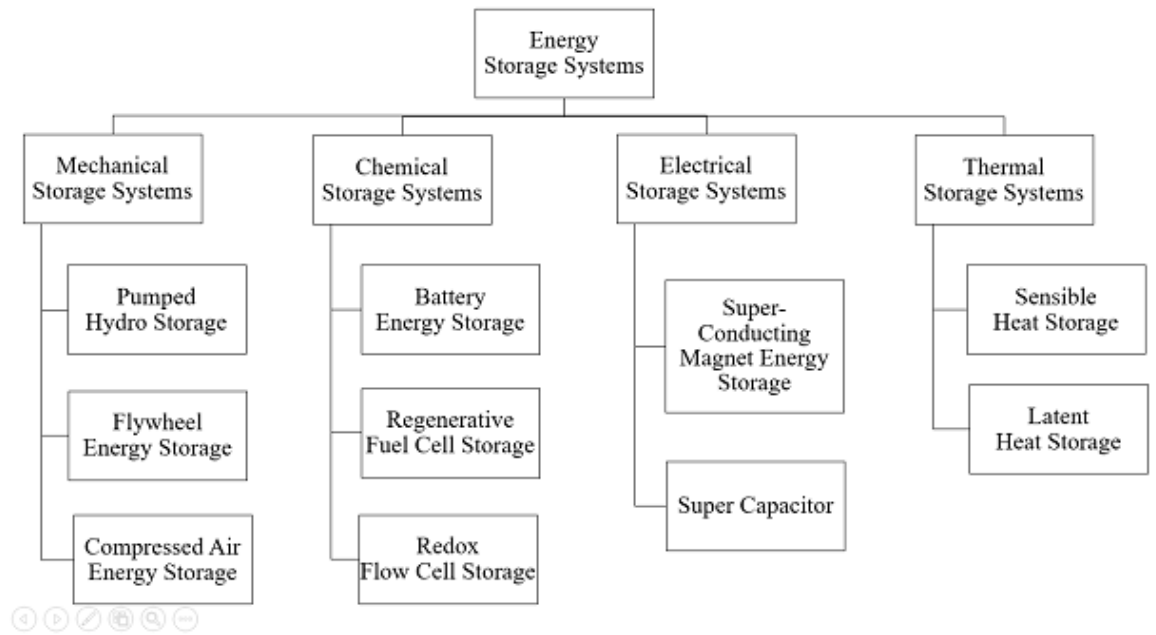 Energy
Storage Systems
Mechanical
Storage Systems
Chemical
Storage Systems
Electrical
Storage Systems
Thermal
Storage Systems
Pumped
Hydro Storage
Flywheel
Energy Storage
Compressed Air
Energy Storage
Battery
Energy Storage
Regenerative
Fuel Cell Storage
Redox
Flow Cell Storage
Super-
Conducting
Magnet Energy
Storage
Super Capacitor
Sensible
Heat Storage
Latent
Heat Storage